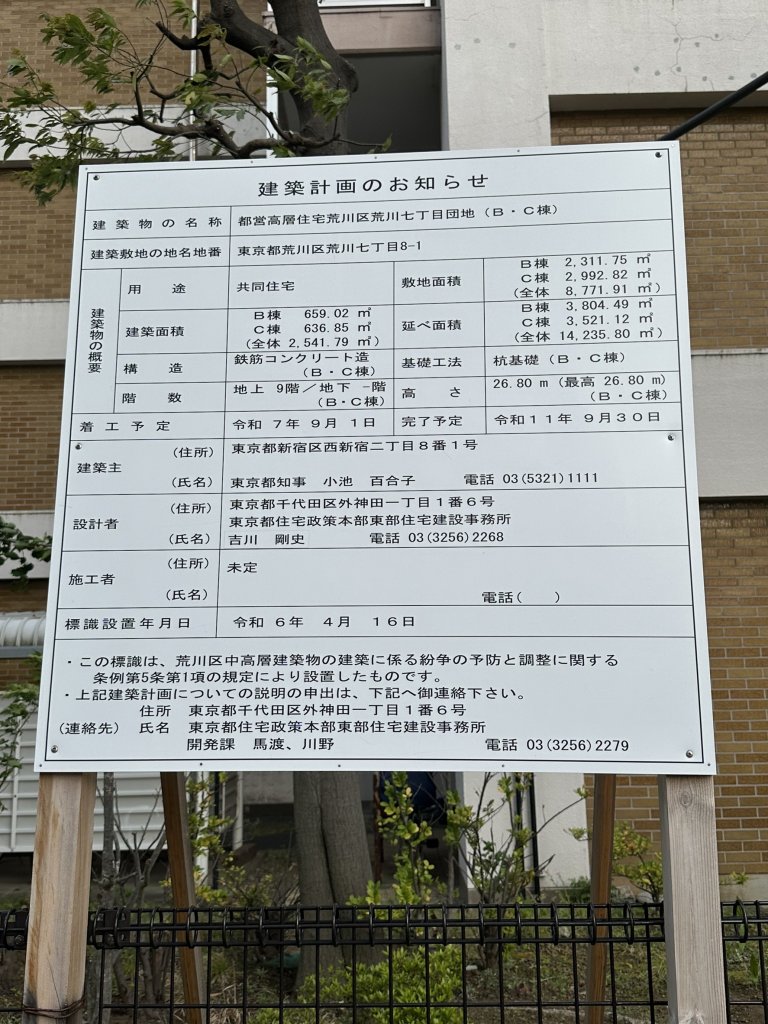 建築計画のお知らせ
建築物の名称 都営高層住宅荒川区荒川七丁目団地（B・C棟）
建築敷地の地名地番 東京都荒川区荒川七丁目8-1
建築物の概要
用途 共同住宅
敷地面積 B棟 2,311.75 ㎡
C棟 2,992.82 ㎡
(全体 8,771.91 ㎡)
建築面積 B棟 659.02 ㎡
C棟 636.85 ㎡
(全体 2,541.79 ㎡)
延べ面積 B棟 3,804.49 ㎡
C棟 3,521.12 ㎡
(全体 14,235.80 ㎡)
構造 鉄筋コンクリート造
（B・C棟）
基礎工法 杭基礎（B・C棟）
階数 地上 9階／地下 -階
（B・C棟）
高さ 26.80 m (最高 26.80 m)
（B・C棟）
着工予定 令和 7年 9月 1日 完了予定 令和11年 9月30日
建築主 (住所) 東京都新宿区西新宿二丁目8番1号
(氏名) 東京都知事 小池 百合子 電話 03(5321)1111
設計者 (住所) 東京都千代田区外神田一丁目1番6号
東京都住宅政策本部東部住宅建設事務所
(氏名) 吉川 剛史 電話 03(3256)2268
施工者 (住所) 未定
(氏名) 電話( )
標識設置年月日 令和 6年 4月 16日
・この標識は、荒川区中高層建築物の建築に係る紛争の予防と調整に関する
条例第5条第1項の規定により設置したものです。
・上記建築計画についての説明の申出は、下記へ御連絡下さい。
住所 東京都千代田区外神田一丁目1番6号
(連絡先) 氏名 東京都住宅政策本部東部住宅建設事務所
開発課 馬渡、川野 電話 03(3256)2279